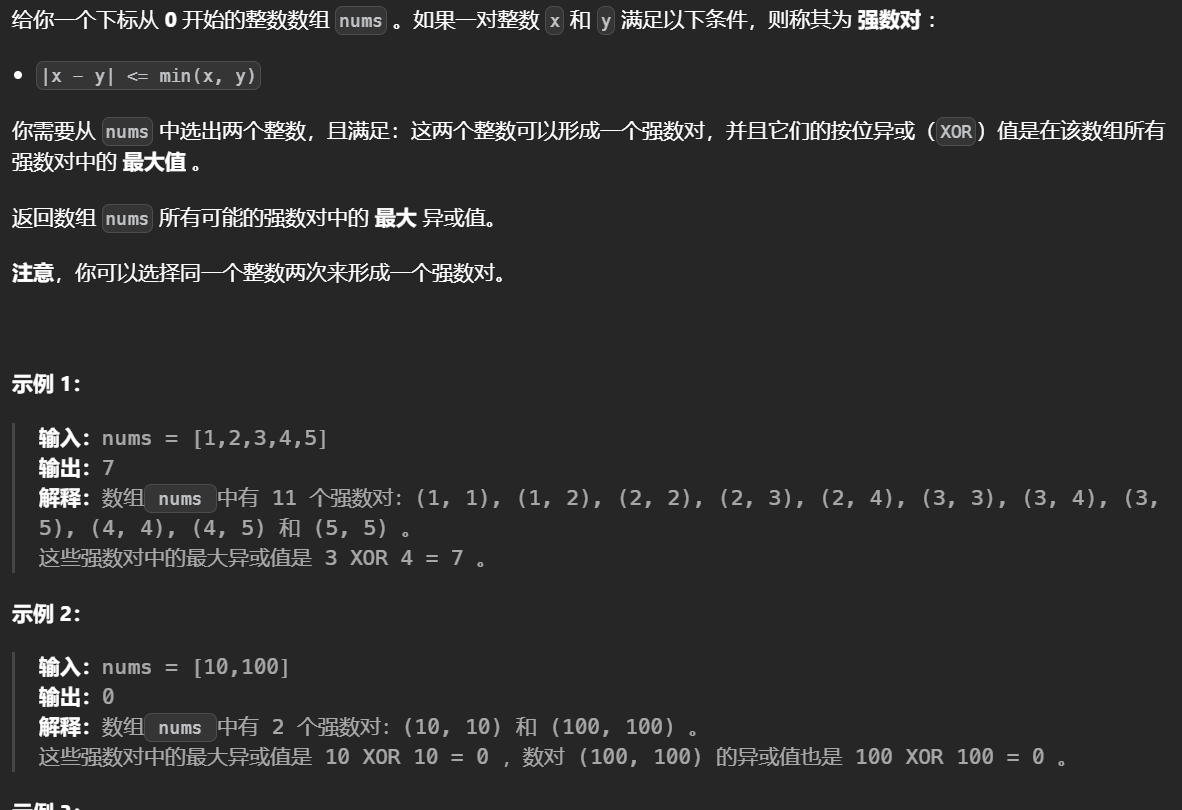 给你一个下标从 0 开始的整数数组 nums 。如果一对整数 x 和 y 满足以下条件，则称其为 强数对 ：
• |x - y| <= min(x, y)
你需要从 nums 中选出两个整数，且满足：这两个整数可以形成一个强数对，并且它们的按位异或（XOR）值是在该数组所有
强数对中的 最大值 。
返回数组 nums 所有可能的强数对中的 最大 异或值。
注意，你可以选择同一个整数两次来形成一个强数对。
示例 1：
输入：nums = [1,2,3,4,5]
输出：7
解释：数组 nums 中有 11 个强数对：(1, 1), (1, 2), (2, 2), (2, 3), (2, 4), (3, 3), (3, 4), (3,
5), (4, 4), (4, 5) 和 (5, 5) 。
这些强数对中的最大异或值是 3 XOR 4 = 7 。
示例 2：
输入：nums = [10,100]
输出：0
解释：数组 nums 中有 2 个强数对：(10, 10) 和 (100, 100) 。
这些强数对中的最大异或值是 10 XOR 10 = 0 ，数对 (100, 100) 的异或值也是 100 XOR 100 = 0 。